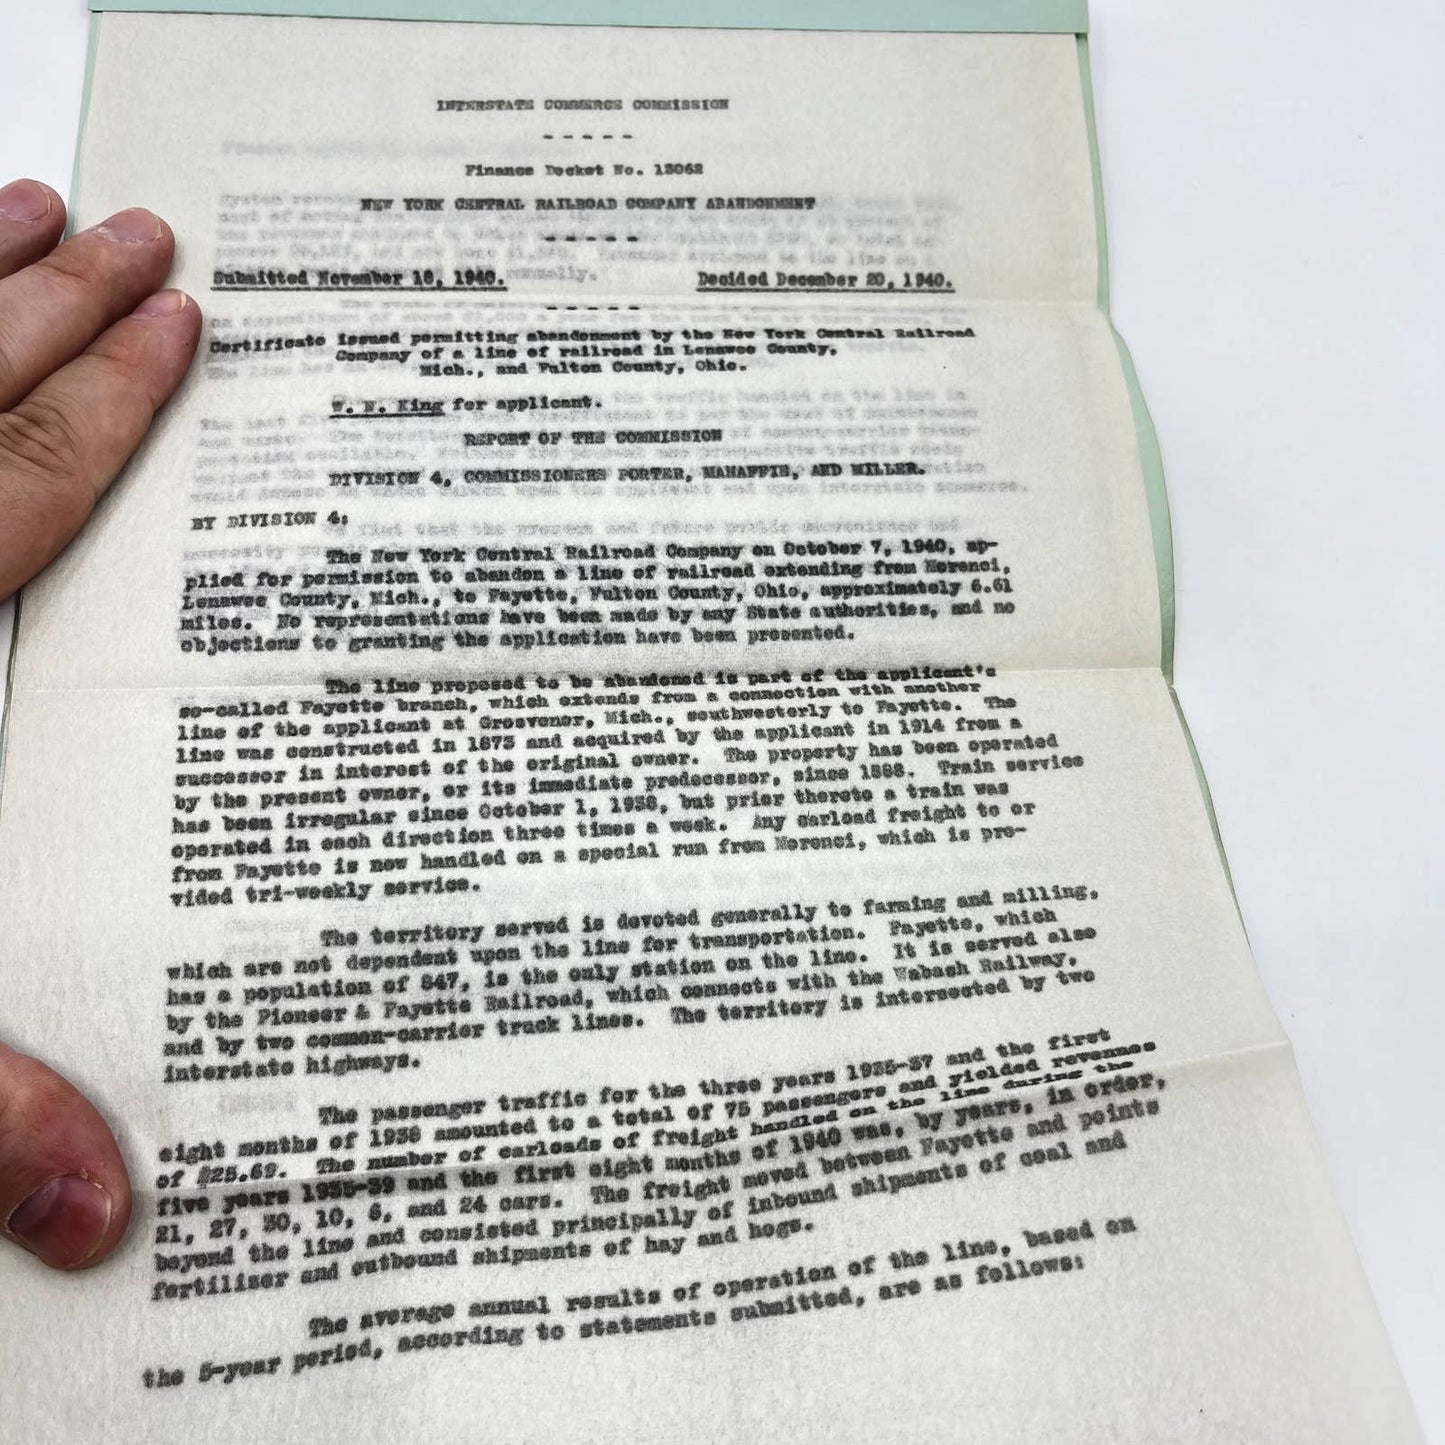 INTERSTATE COMMERCE COMMISSION
- - - - -
Finance Docket No. 13062
NEW YORK CENTRAL RAILROAD COMPANY ABANDONMENT
- - - - -
Submitted November 18, 1940. Decided December 20, 1940.
- - - - -
Certificate issued permitting abandonment by the New York Central Railroad
Company of a line of railroad in Lenawee County,
Mich., and Fulton County, Ohio.
W. N. King for applicant.
REPORT OF THE COMMISSION
DIVISION 4, COMMISSIONERS PORTER, MAHAFFIE, AND MILLER.
BY DIVISION 4:
The New York Central Railroad Company on October 7, 1940, ap-
plied for permission to abandon a line of railroad extending from Morenci,
Lenawee County, Mich., to Fayette, Fulton County, Ohio, approximately 6.61
miles. No representations have been made by any State authorities, and no
objections to granting the application have been presented.
The line proposed to be abandoned is part of the applicant's
so-called Fayette branch, which extends from a connection with another
line of the applicant at Grosvenor, Mich., southwesterly to Fayette. The
line was constructed in 1873 and acquired by the applicant in 1914 from a
successor in interest of the original owner. The property has been operated
by the present owner, or its immediate predecessor, since 1888. Train service
has been irregular since October 1, 1938, but prior thereto a train was
operated in each direction three times a week. Any carload freight to or
from Fayette is now handled on a special run from Morenci, which is pro-
vided tri-weekly service.
The territory served is devoted generally to farming and milling,
which are not dependent upon the line for transportation. Fayette, which
has a population of 847, is the only station on the line. It is served also
by the Pioneer & Fayette Railroad, which connects with the Wabash Railway,
and by two common-carrier truck lines. The territory is intersected by two
interstate highways.
The passenger traffic for the three years 1935-37 and the first
eight months of 1938 amounted to a total of 75 passengers and yielded revenues
of $25.69. The number of carloads of freight handled on the line during the
five years 1935-39 and the first eight months of 1940 was, by years, in order,
21, 27, 30, 10, 6, and 24 cars. The freight moved between Fayette and points
beyond the line and consisted principally of inbound shipments of coal and
fertilizer and outbound shipments of hay and hogs.
The average annual results of operation of the line, based on
the 5-year period, according to statements submitted, are as follows: